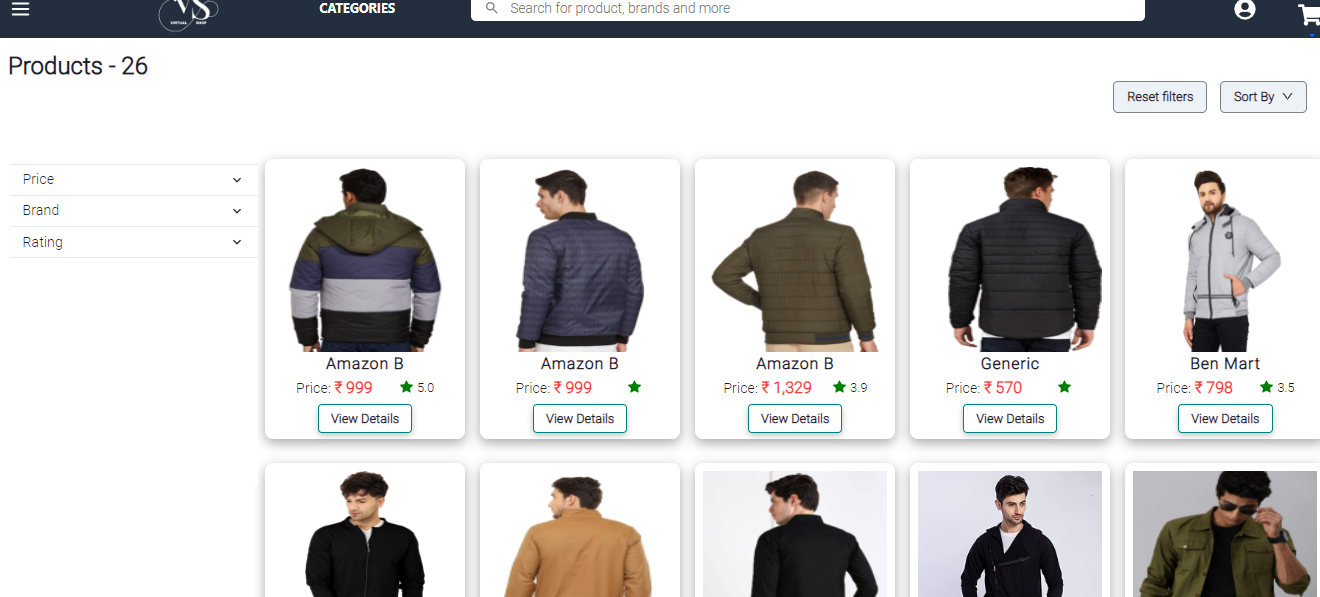 VS
VIRTUAL SHOP
CATEGORIES
Search for product, brands and more
Products - 26
Reset filters
Sort By
Price
Brand
Rating
Amazon B
Price: ₹ 999 5.0
View Details
Amazon B
Price: ₹ 999
View Details
Amazon B
Price: ₹ 1,329 3.9
View Details
Generic
Price: ₹ 570
View Details
Ben Mart
Price: ₹ 798 3.5
View Details